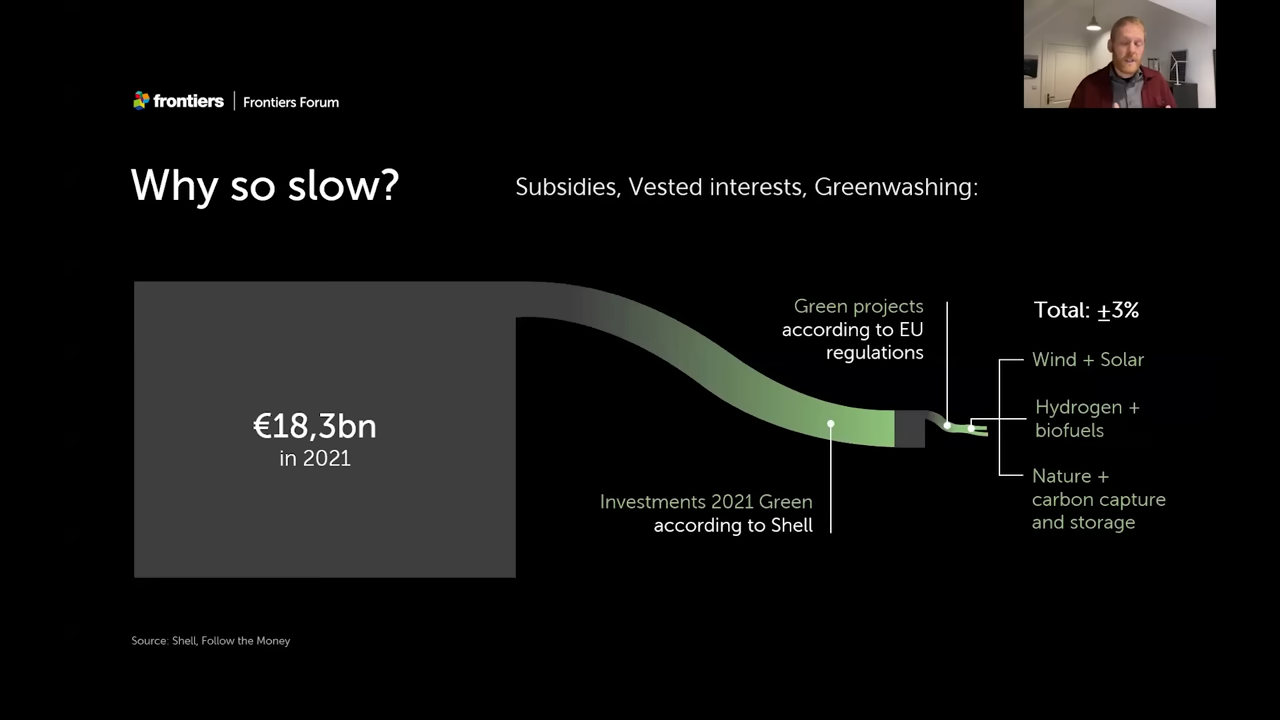 frontiers | Frontiers Forum
Why so slow?
Subsidies, Vested interests, Greenwashing:
Green projects
according to EU
regulations
Total: ±3%
Wind + Solar
Hydrogen +
biofuels
Nature +
carbon capture
and storage
€18,3bn
in 2021
Investments 2021 Green
according to Shell
Source: Shell, Follow the Money